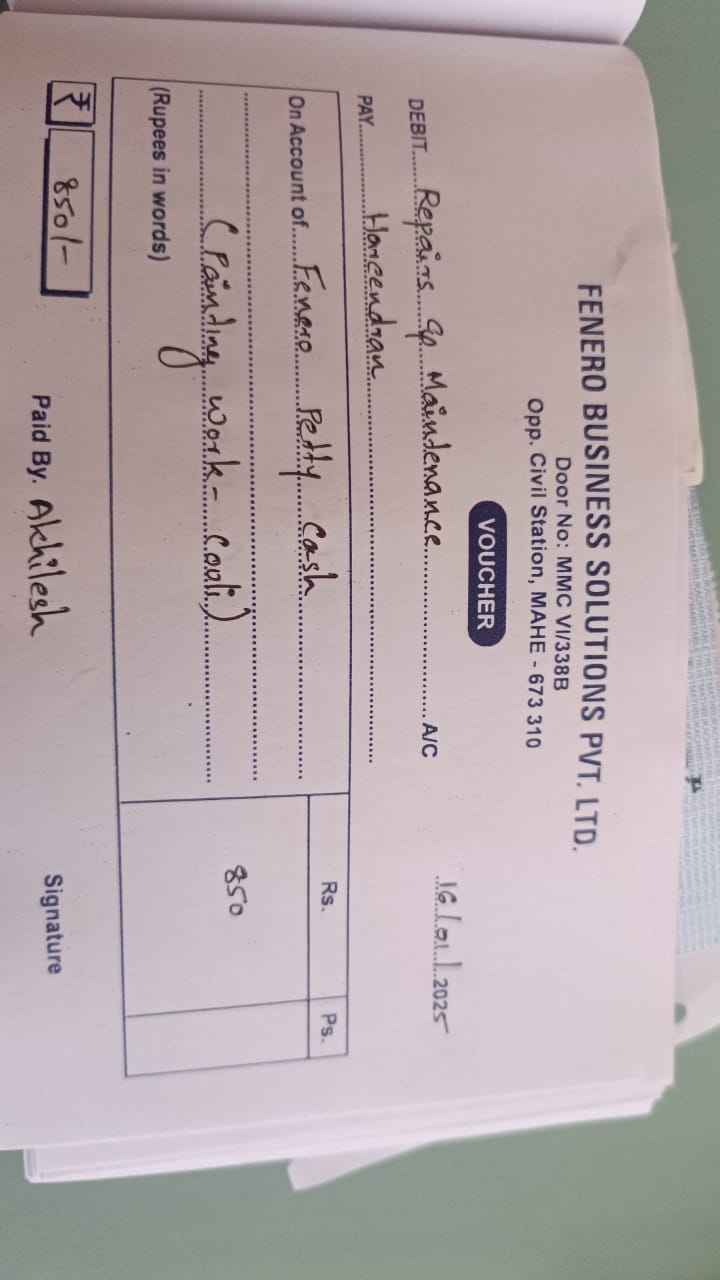 FENERO BUSINESS SOLUTIONS PVT. LTD.
Door No: MMC VI/338B
Opp. Civil Station, MAHE - 673 310
VOUCHER
16/01/2025
DEBIT Repairs & Maintenance A/C
PAY Hareendran
Rs. Ps.
On Account of Fenero Petty Cash
(Painting work - Cooli) 850
(Rupees in words)
₹ 850/-
Paid By. Akhilesh Signature